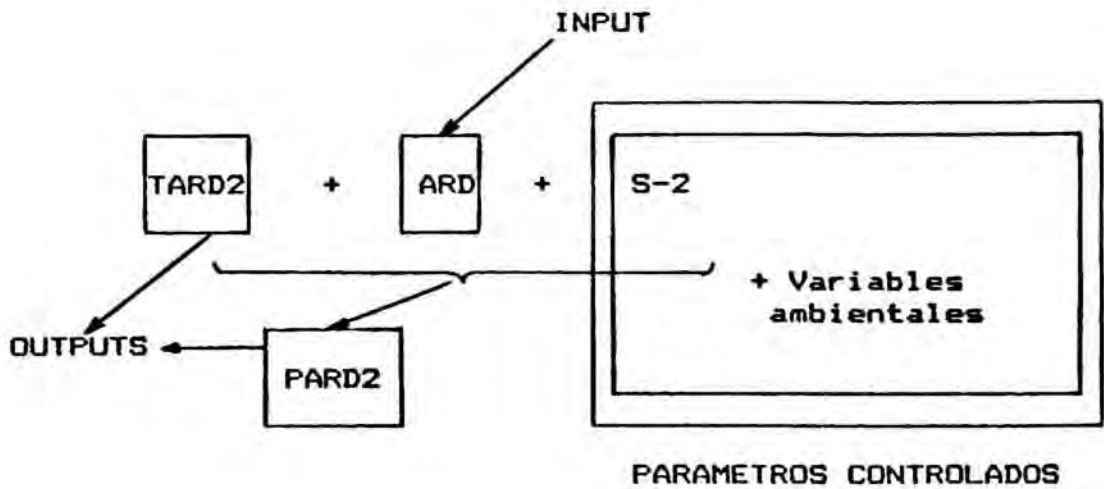 INPUT
TARD2 + ARD + S-2
+ Variables
ambientales
OUTPUTS
PARD2
PARAMETROS CONTROLADOS